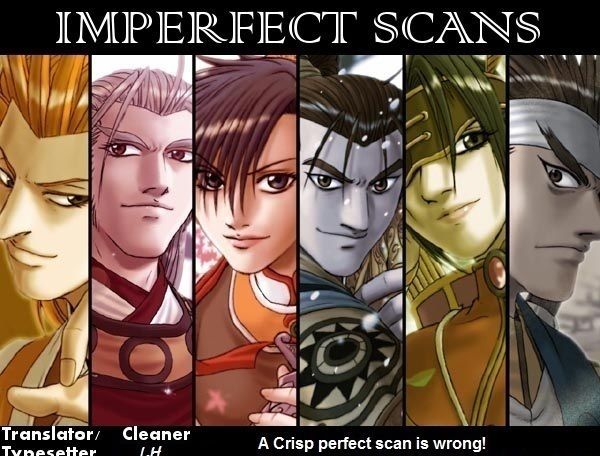 IMPERFECT SCANS
Translator/ Cleaner
Typesetter I.H
A Crisp perfect scan is wrong!